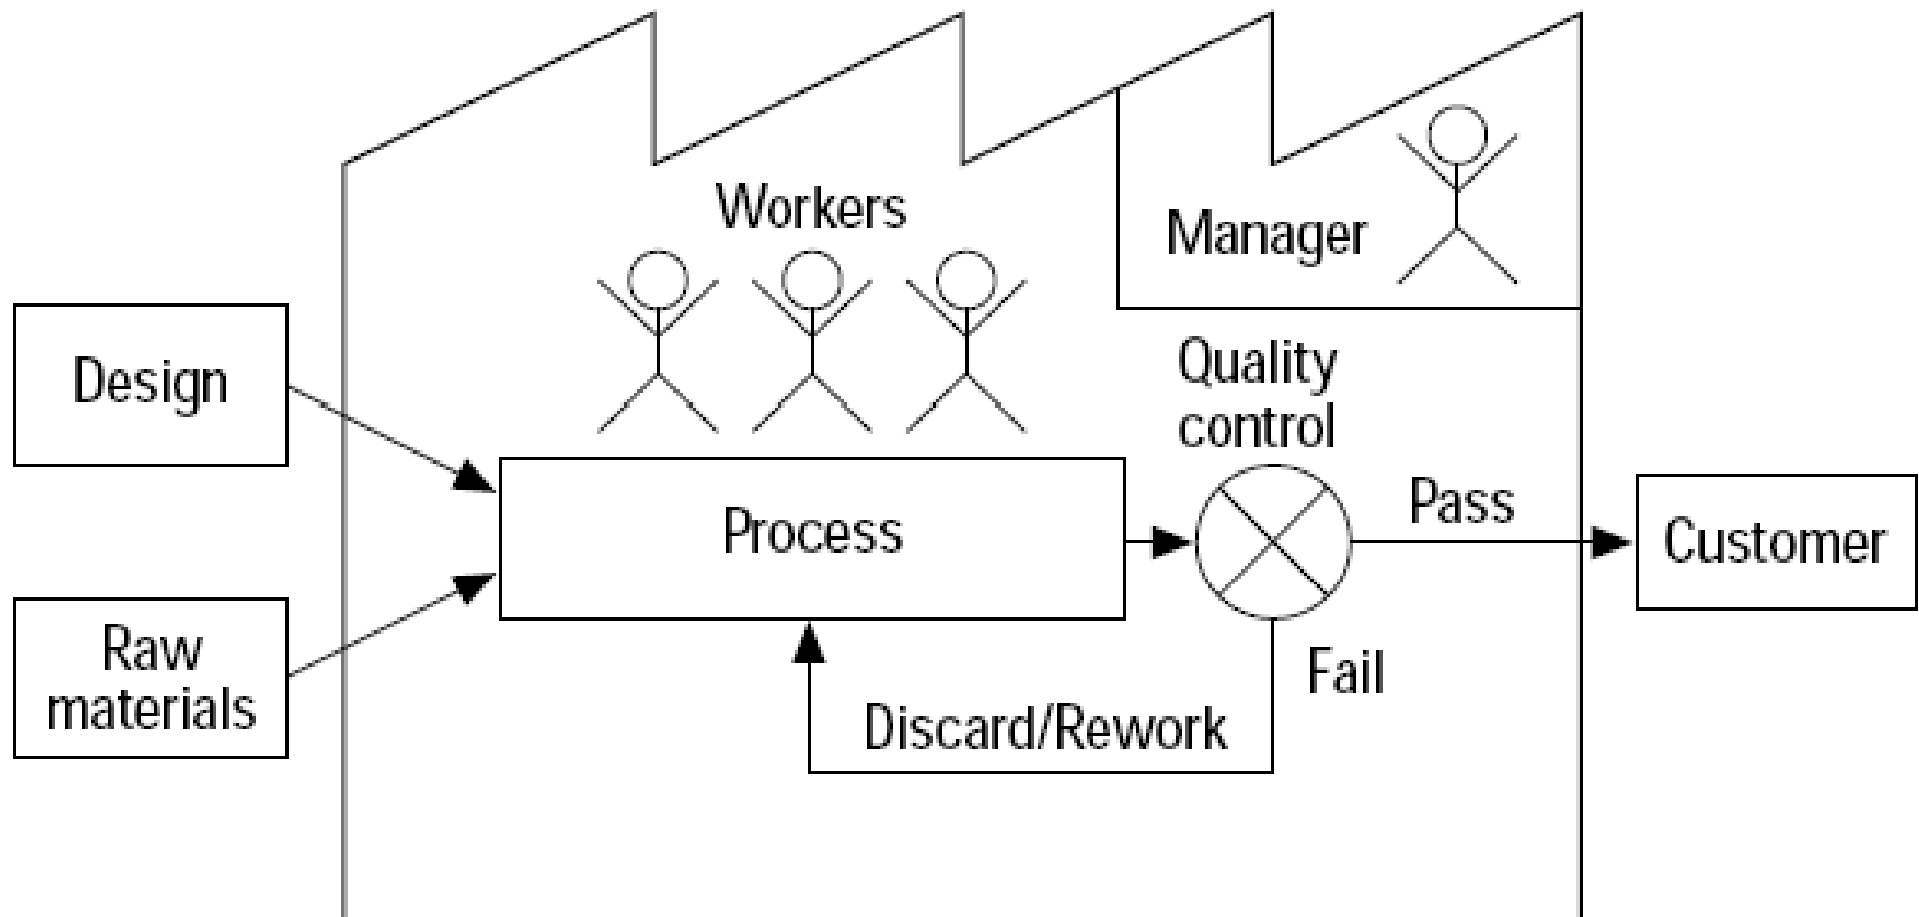 Workers
Manager
Design
Quality
control
Process
Pass
Customer
Raw
materials
Fail
Discard/Rework